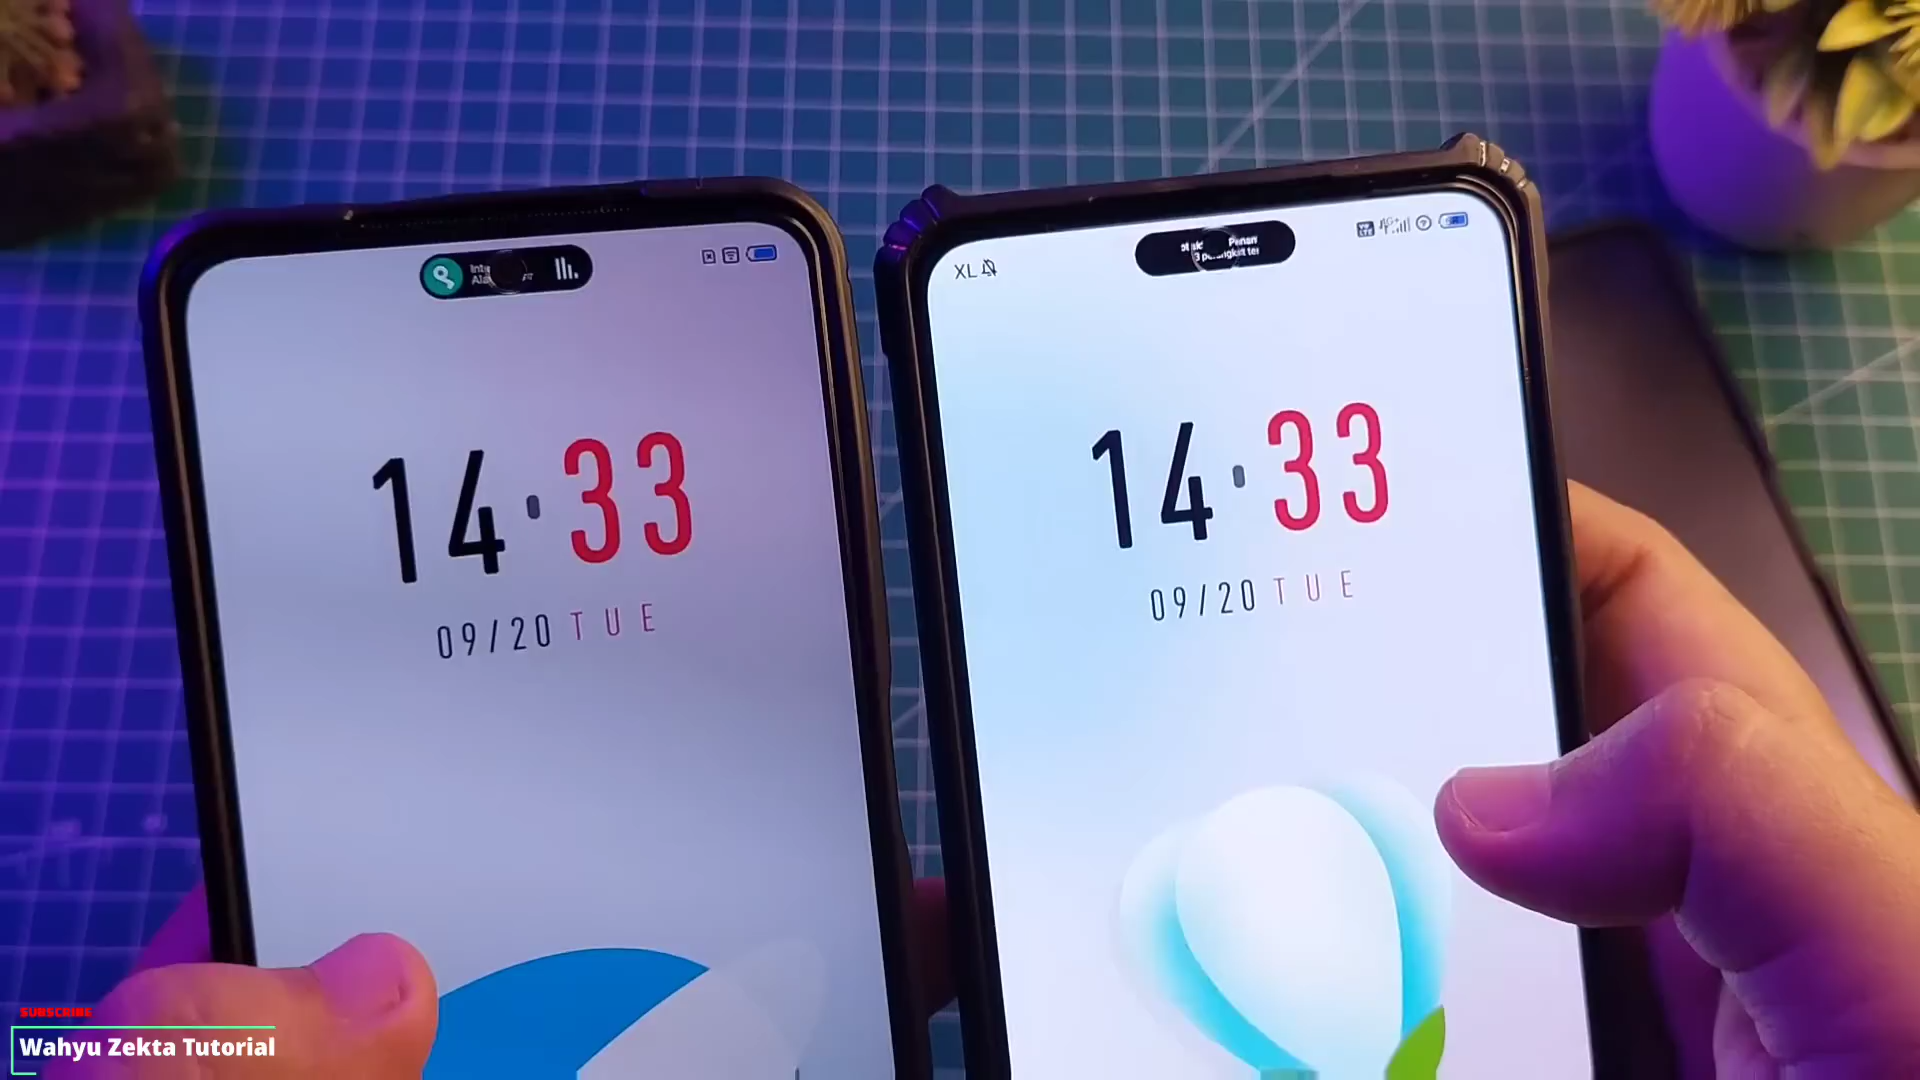 XL
14:33
09/20 TUE
14:33
09/20 TUE
SUBSCRIBE
Wahyu Zekta Tutorial